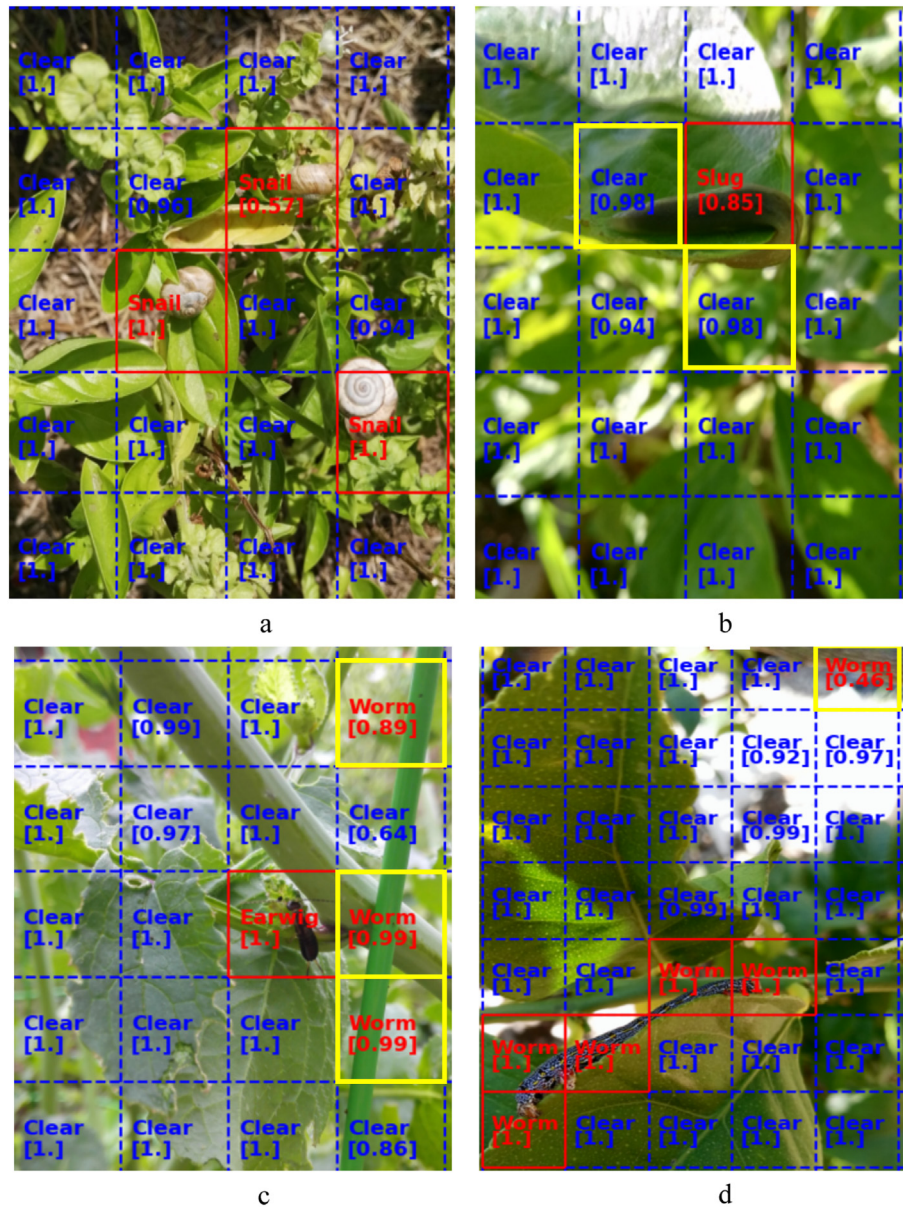 Clear Clear Clear Clear
[1.] [1.] [1.] [1.]
Clear Clear Snail Clear
[1.] [0.96] [0.57] [1.]
Clear Snail Clear Clear
[1.] [1.] [1.] [0.94]
Clear Clear Clear Snail
[1.] [1.] [1.] [1.]
Clear Clear Clear Clear
[1.] [1.] [1.] [1.]
a
Clear Clear Clear Clear
[1.] [1.] [1.] [1.]
Clear Clear Slug Clear
[1.] [0.98] [0.85] [1.]
Clear Clear Clear Clear
[1.] [0.94] [0.98] [1.]
Clear Clear Clear Clear
[1.] [1.] [1.] [1.]
Clear Clear Clear Clear
[1.] [1.] [1.] [1.]
b
Clear Clear Clear Worm
[1.] [0.99] [1.] [0.89]
Clear Clear Clear Clear
[1.] [0.97] [1.] [0.64]
Clear Clear Earwig Worm
[1.] [1.] [1.] [0.99]
Clear Clear Clear Worm
[1.] [1.] [1.] [0.99]
Clear Clear Clear Clear
[1.] [1.] [1.] [0.86]
c
Clear Clear Clear Clear Worm
[1.] [1.] [1.] [1.] [0.46]
Clear Clear Clear Clear Clear
[1.] [1.] [1.] [0.92] [0.97]
Clear Clear Clear Clear Clear
[1.] [1.] [1.] [0.99] [1.]
Clear Clear Clear Clear Clear
[1.] [1.] [0.99] [1.] [1.]
Clear Clear Worm Worm Clear
[1.] [1.] [1.] [1.] [1.]
Worm Worm Clear Clear Clear
[1.] [1.] [1.] [1.] [1.]
Worm Clear Clear Clear Clear
[1.] [1.] [1.] [1.] [1.]
d